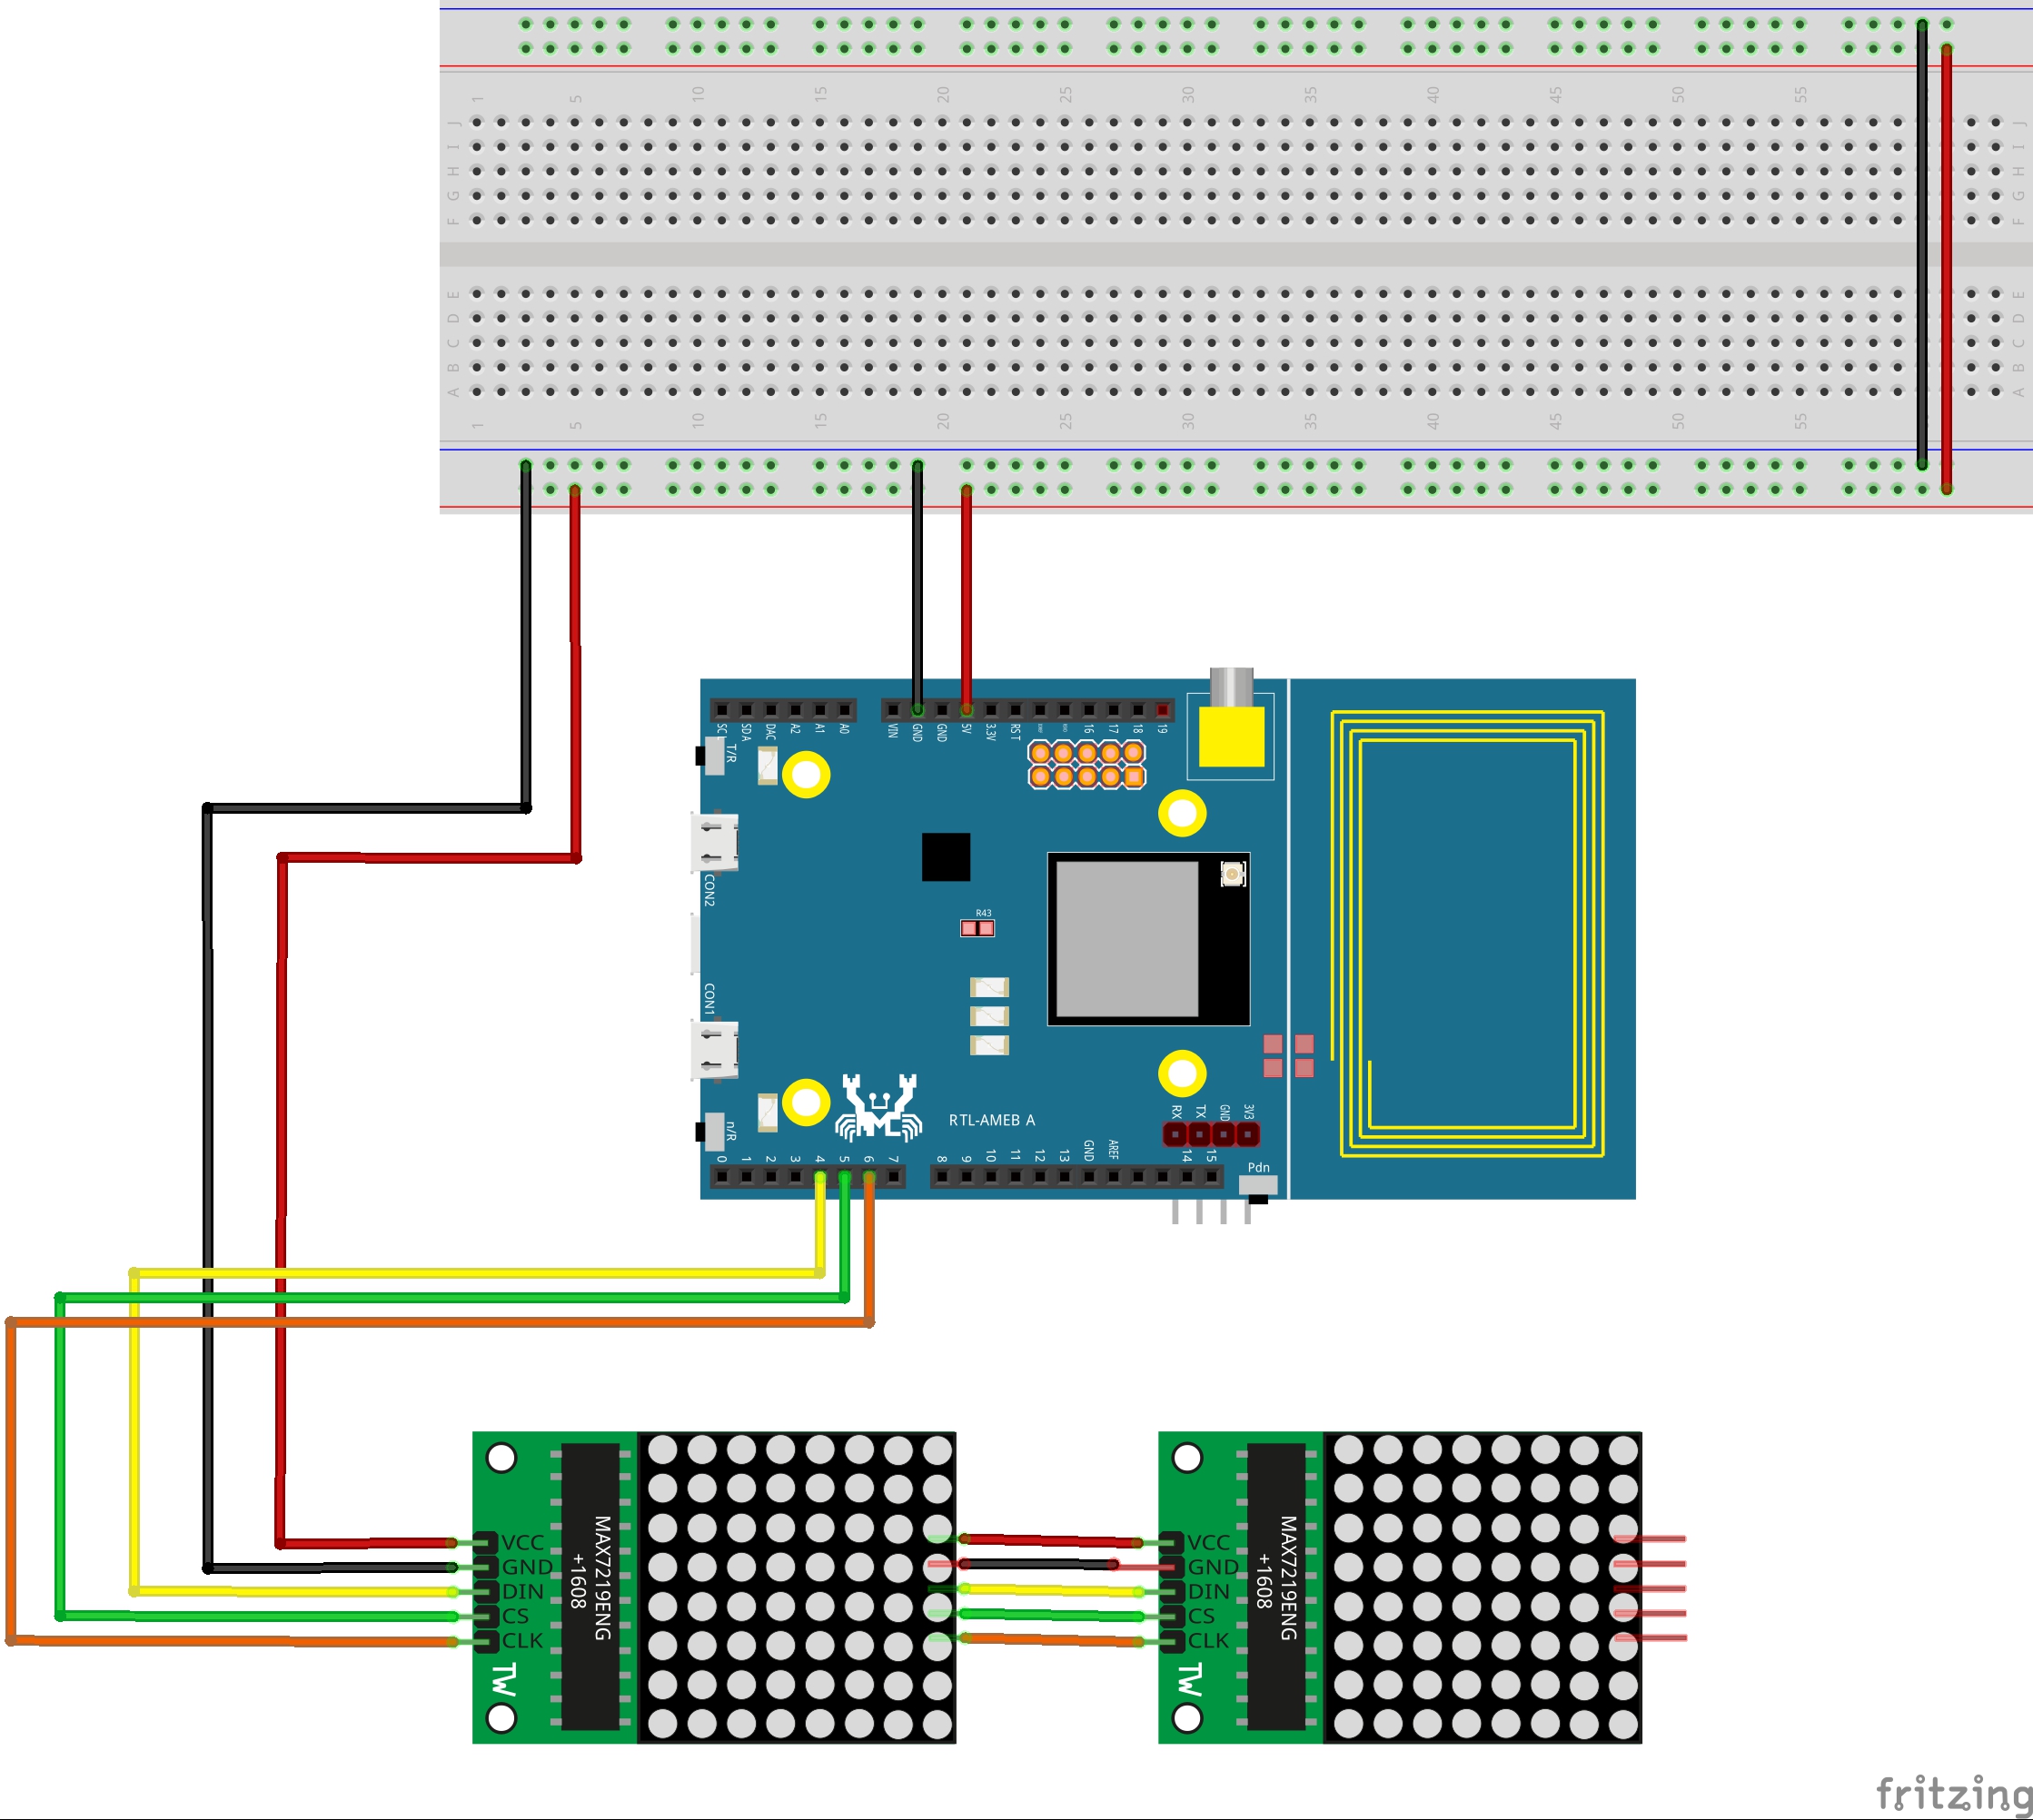 1 5 10 15 20 25 30 35 40 45 50 55
J J
I I
H H
G G
F F
E E
D D
C C
B B
A A
1 5 10 15 20 25 30 35 40 45 50 55
SCL SDA DAC A2 A1 A0 VIN GND GND 5V 3.3V RST 16 17 18 19
T/R
CON2
R43
CON1
RTL-AMEB A
RX TX GND 3V3
n/R
0 1 2 3 4 5 6 7 8 9 10 11 12 13 GND AREF 14 15
Pdn
VCC
GND
DIN
CS
CLK
TW
MAX7219ENG
+1608
VCC
GND
DIN
CS
CLK
TW
MAX7219ENG
+1608
fritzing